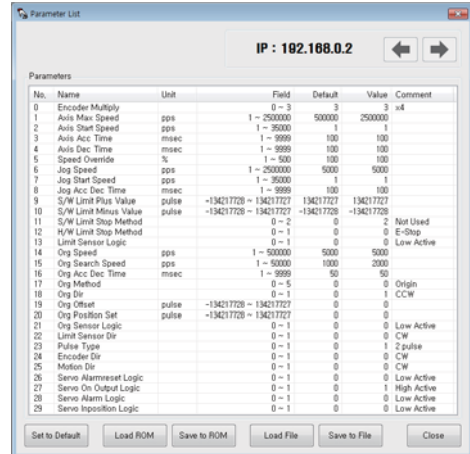 Parameter List
IP : 192.168.0.2
Parameters
No. Name Unit Field Default Value Comment
0 Encoder Multiply 0 ~ 3 3 3 x4
1 Axis Max Speed pps 1 ~ 2500000 500000 2500000
2 Axis Start Speed pps 1 ~ 35000 1 1
3 Axis Acc Time msec 1 ~ 9999 100 100
4 Axis Dec Time msec 1 ~ 9999 100 100
5 Speed Override % 1 ~ 500 100 100
6 Jog Speed pps 1 ~ 2500000 5000 5000
7 Jog Start Speed pps 1 ~ 35000 1 1
8 Jog Acc Dec Time msec 1 ~ 9999 100 100
9 S/W Limit Plus Value pulse -134217728 ~ 134217727 134217727 134217727
10 S/W Limit Minus Value pulse -134217728 ~ 134217727 -134217728 -134217728
11 S/W Limit Stop Method 0 ~ 2 0 2 Not Used
12 H/W Limit Stop Method 0 ~ 1 0 0 E-Stop
13 Limit Sensor Logic 0 ~ 1 0 0 Low Active
14 Org Speed pps 1 ~ 500000 5000 5000
15 Org Search Speed pps 1 ~ 50000 1000 2000
16 Org Acc Dec Time msec 1 ~ 9999 50 50
17 Org Method 0 ~ 5 0 0 Origin
18 Org Dir 0 ~ 1 0 1 CCW
19 Org Offset pulse -134217728 ~ 134217727 0 0
20 Org Position Set pulse -134217728 ~ 134217727 0 0
21 Org Sensor Logic 0 ~ 1 0 0 Low Active
22 Limit Sensor Dir 0 ~ 1 0 0 CW
23 Pulse Type 0 ~ 1 0 1 2 pulse
24 Encoder Dir 0 ~ 1 0 0 CW
25 Motion Dir 0 ~ 1 0 0 CW
26 Servo Alarmreset Logic 0 ~ 1 0 0 Low Active
27 Servo On Output Logic 0 ~ 1 0 1 High Active
28 Servo Alarm Logic 0 ~ 1 0 0 Low Active
29 Servo Inposition Logic 0 ~ 1 0 0 Low Active
Set to Default Load ROM Save to ROM Load File Save to File Close